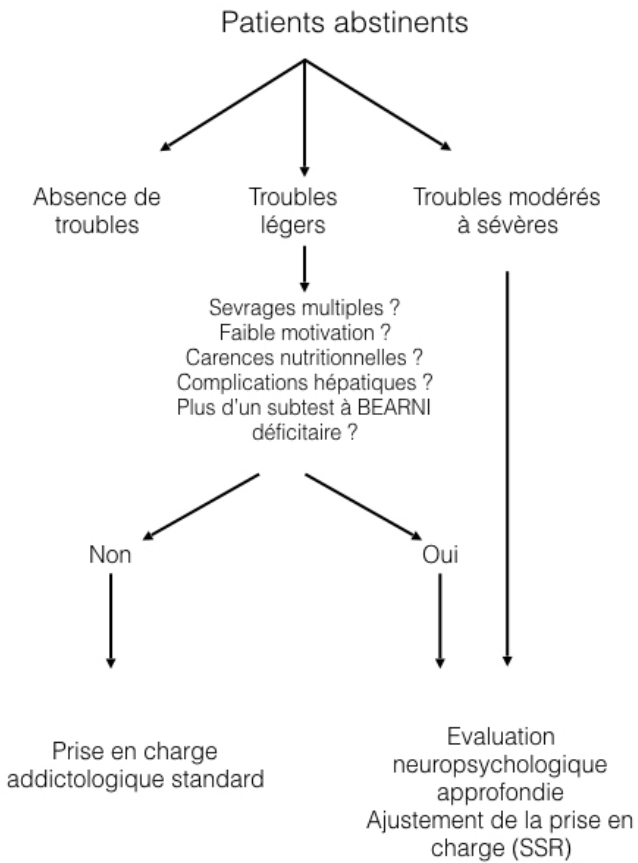 Patients abstinents
Absence de
troubles
Troubles
légers
Troubles modérés
à sévères
Sevrages multiples ?
Faible motivation ?
Carences nutritionnelles ?
Complications hépatiques ?
Plus d'un subtest à BEARNI
déficitaire ?
Non
Oui
Prise en charge
addictologique standard
Evaluation
neuropsychologique
approfondie
Ajustement de la prise en
charge (SSR)